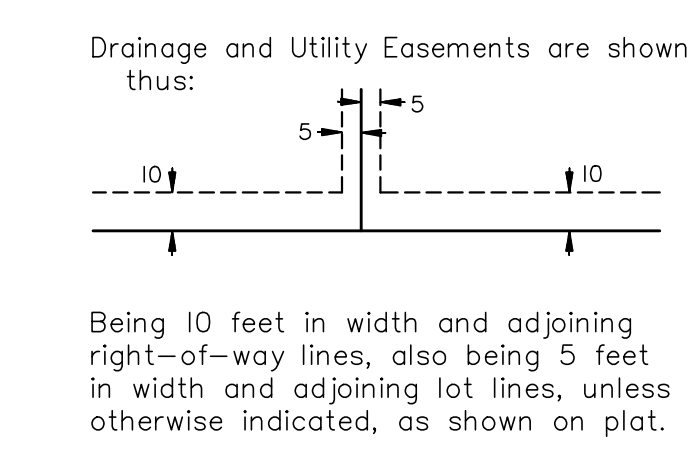 Drainage and Utility Easements are shown
thus:
5
5
10 10
Being 10 feet in width and adjoining
right-of-way lines, also being 5 feet
in width and adjoining lot lines, unless
otherwise indicated, as shown on plat.